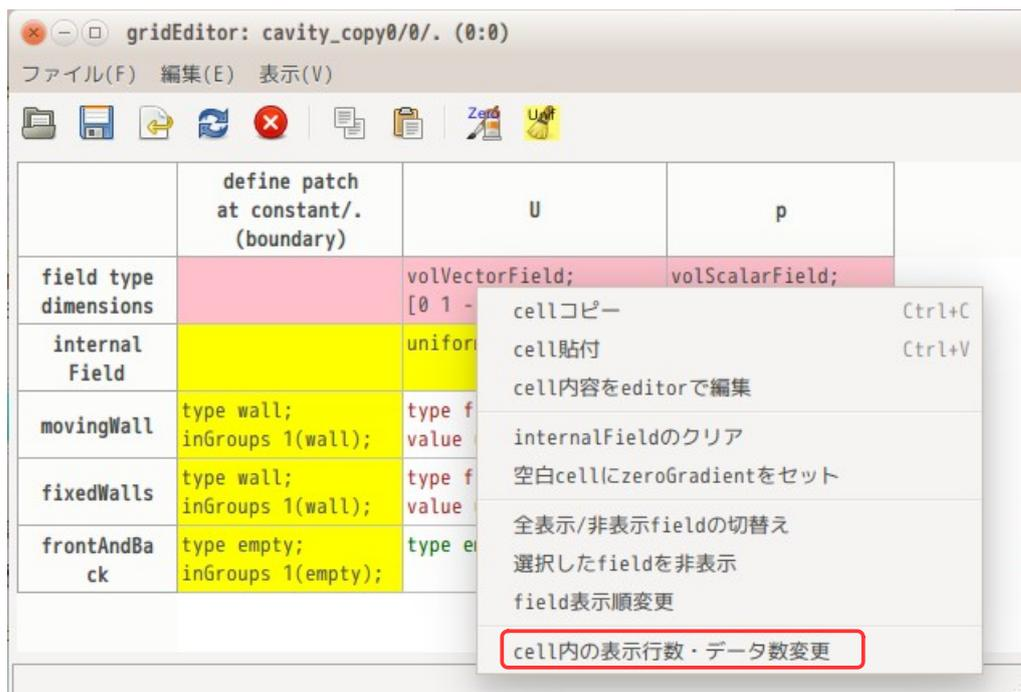 gridEditor: cavity_copy0/0/. (0:0)
ファイル(F) 編集(E) 表示(V)
Zero
Unif
define patch
at constant/.
(boundary)
U
p
field type
dimensions
volVectorField;
[0 1 -
volScalarField;
internal
Field
movingWall
type wall;
inGroups 1(wall);
type f
value
fixedWalls
type wall;
inGroups 1(wall);
type f
value
frontAndBa
ck
type empty;
inGroups 1(empty);
cellコピー Ctrl+C
cell貼付 Ctrl+V
cell内容をeditorで編集
internalFieldのクリア
空白cellにzeroGradientをセット
全表示/非表示fieldの切替え
選択したfieldを非表示
field表示順変更
cell内の表示行数・データ数変更